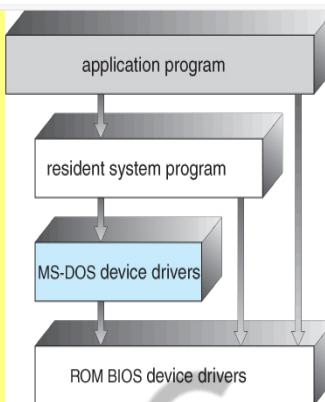 application program
resident system program
MS-DOS device drivers
ROM BIOS device drivers